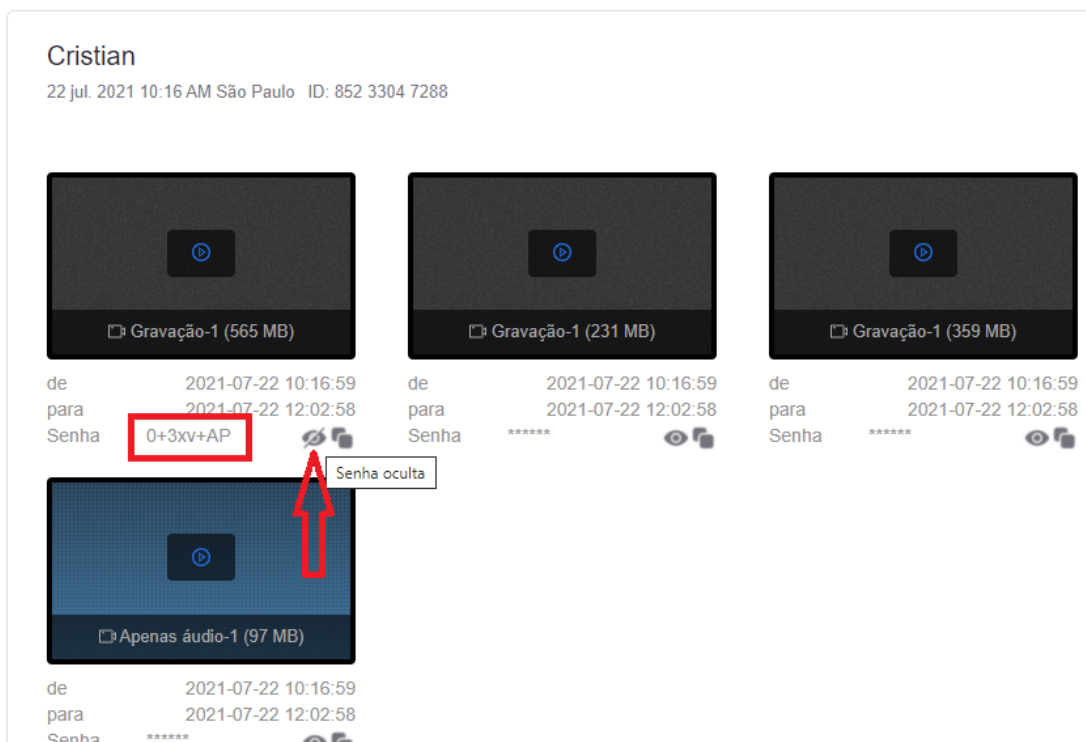 Cristian
22 jul. 2021 10:16 AM São Paulo ID: 852 3304 7288
Gravação-1 (565 MB)
de 2021-07-22 10:16:59
para 2021-07-22 12:02:58
Senha 0+3xv+AP
Senha oculta
Gravação-1 (231 MB)
de 2021-07-22 10:16:59
para 2021-07-22 12:02:58
Senha ******
Gravação-1 (359 MB)
de 2021-07-22 10:16:59
para 2021-07-22 12:02:58
Senha ******
Apenas áudio-1 (97 MB)
de 2021-07-22 10:16:59
para 2021-07-22 12:02:58
Senha ******